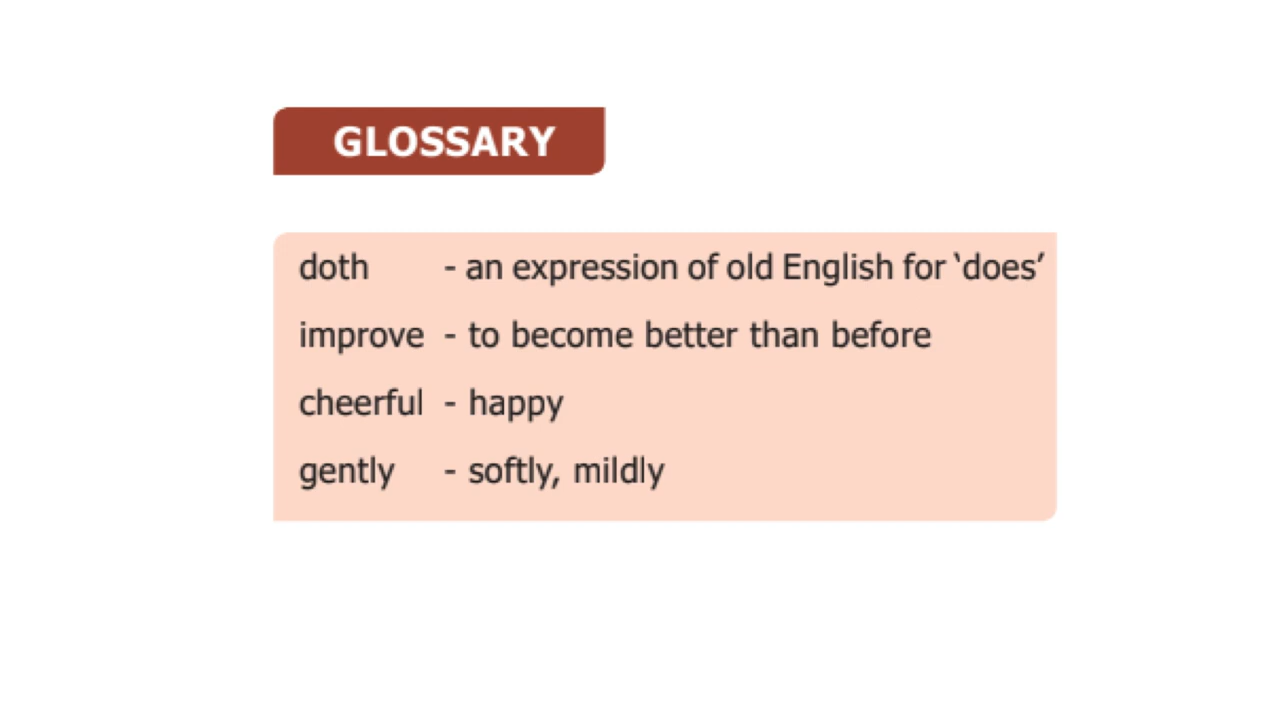 GLOSSARY
doth - an expression of old English for ‘does’
improve - to become better than before
cheerful - happy
gently - softly, mildly